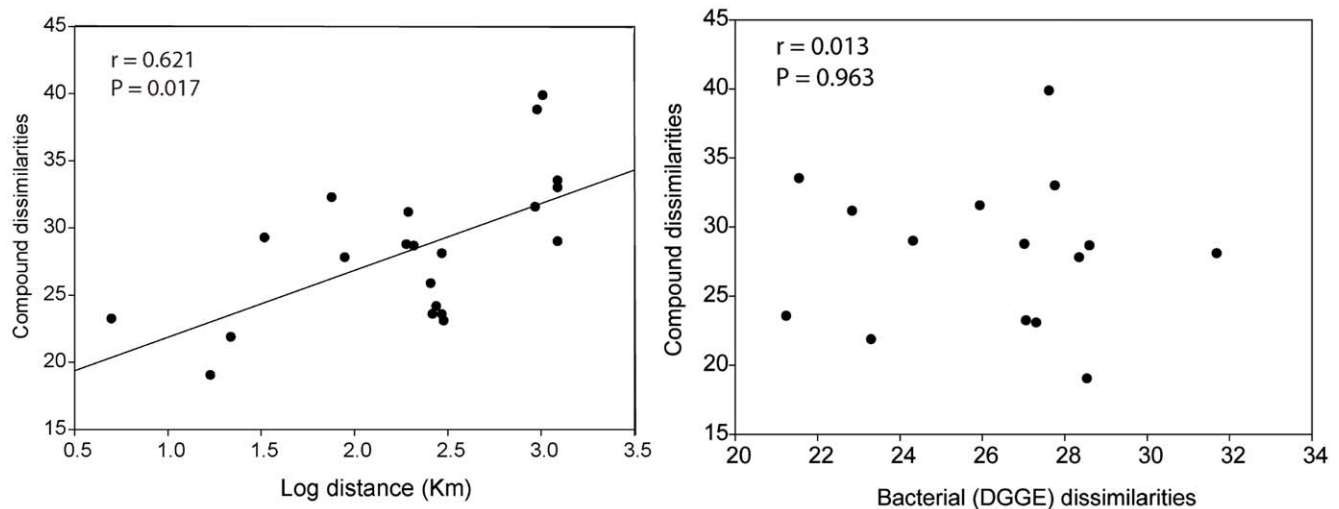 45
40
35
30
25
20
15
Compound dissimilarities
r = 0.621
P = 0.017
0.5 1.0 1.5 2.0 2.5 3.0 3.5
Log distance (Km)
45
40
35
30
25
20
15
Compound dissimilarities
r = 0.013
P = 0.963
20 22 24 26 28 30 32 34
Bacterial (DGGE) dissimilarities